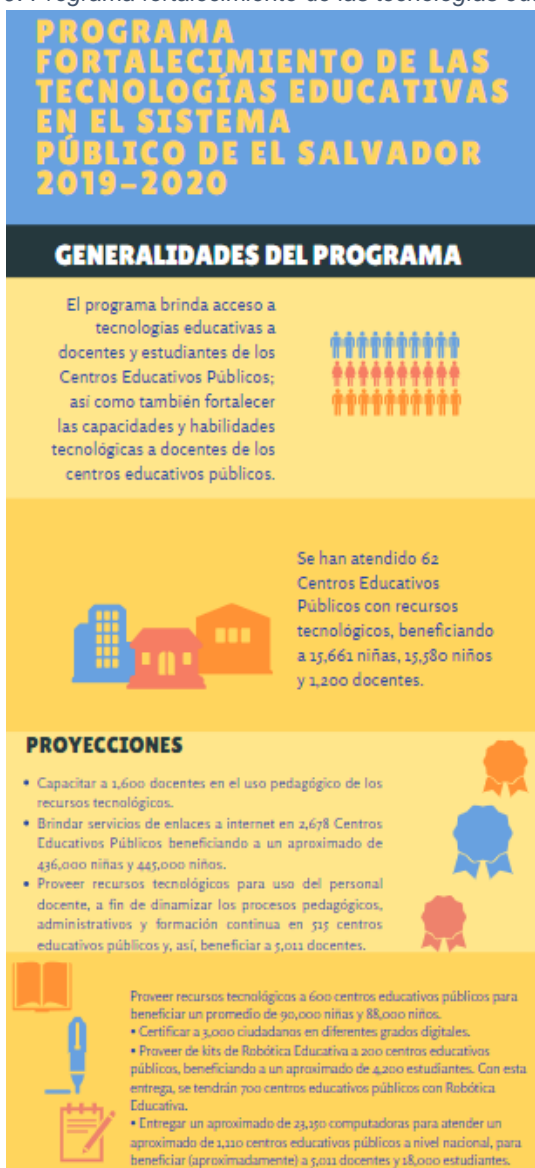 PROGRAMA
FORTALECIMIENTO DE LAS
TECNOLOGÍAS EDUCATIVAS
EN EL SISTEMA
PÚBLICO DE EL SALVADOR
2019–2020
GENERALIDADES DEL PROGRAMA
El programa brinda acceso a
tecnologías educativas a
docentes y estudiantes de los
Centros Educativos Públicos;
así como también fortalecer
las capacidades y habilidades
tecnológicas a docentes de los
centros educativos públicos.
Se han atendido 62
Centros Educativos
Públicos con recursos
tecnológicos, beneficiando
a 15,661 niñas, 15,580 niños
y 1,200 docentes.
PROYECCIONES
• Capacitar a 1,600 docentes en el uso pedagógico de los
recursos tecnológicos.
• Brindar servicios de enlaces a internet en 2,678 Centros
Educativos Públicos beneficiando a un aproximado de
436,000 niñas y 445,000 niños.
• Proveer recursos tecnológicos para uso del personal
docente, a fin de dinamizar los procesos pedagógicos,
administrativos y formación continua en 515 centros
educativos públicos y, así, beneficiar a 5,011 docentes.
Proveer recursos tecnológicos a 600 centros educativos públicos para
beneficiar un promedio de 90,000 niñas y 88,000 niños.
• Certificar a 3,000 ciudadanos en diferentes grados digitales.
• Proveer de kits de Robótica Educativa a 200 centros educativos
públicos, beneficiando a un aproximado de 4,200 estudiantes. Con esta
entrega, se tendrán 700 centros educativos públicos con Robótica
Educativa.
• Entregar un aproximado de 23,150 computadoras para atender un
aproximado de 1,110 centros educativos públicos a nivel nacional, para
beneficiar (aproximadamente) a 5,011 docentes y 18,000 estudiantes.